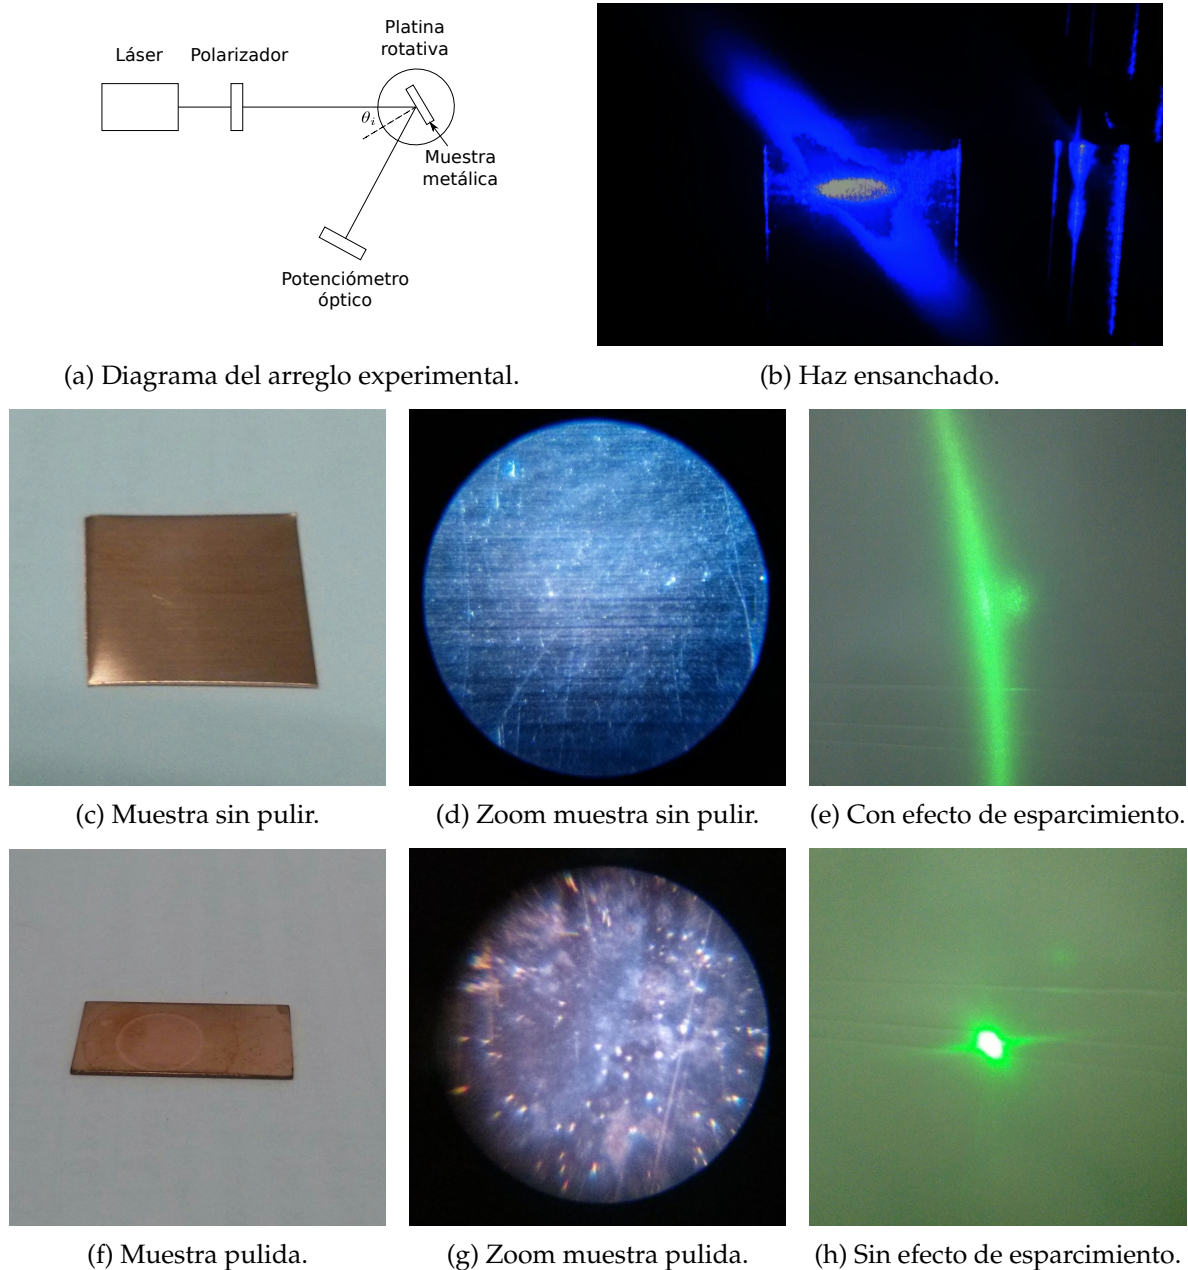 Láser
Polarizador
Platina
rotativa
θi
Muestra
metálica
Potenciómetro
óptico
(a) Diagrama del arreglo experimental.
(b) Haz ensanchado.
(c) Muestra sin pulir.
(d) Zoom muestra sin pulir.
(e) Con efecto de esparcimiento.
(f) Muestra pulida.
(g) Zoom muestra pulida.
(h) Sin efecto de esparcimiento.